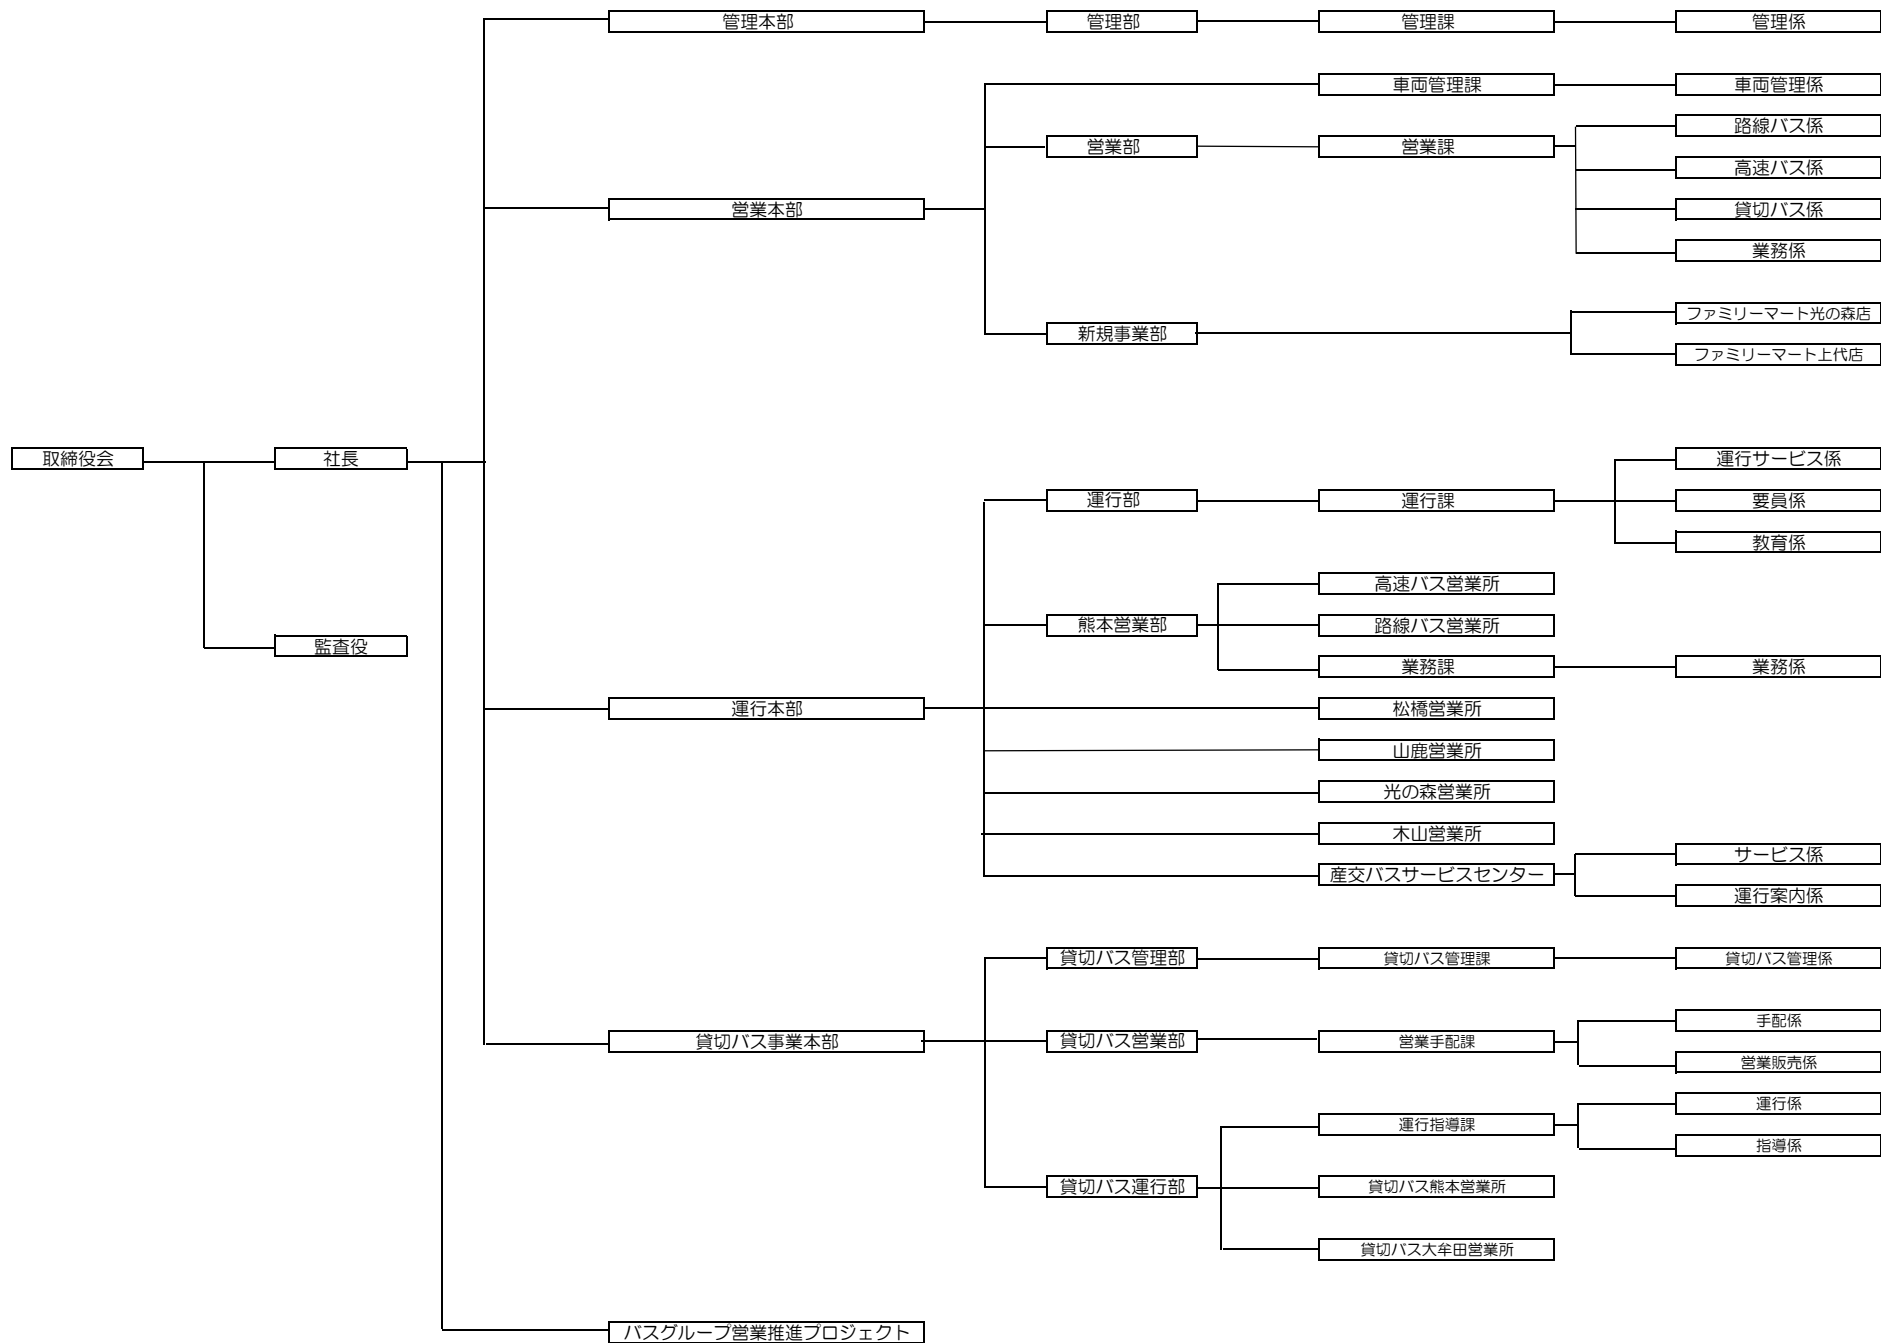 管理本部
管理部
管理課
管理係
車両管理課
車両管理係
路線バス係
営業部
営業課
高速バス係
営業本部
貸切バス係
業務係
ファミリーマート光の森店
新規事業部
ファミリーマート上代店
取締役会
社長
運行サービス係
運行部
運行課
要員係
教育係
高速バス営業所
熊本営業部
路線バス営業所
監査役
業務課
業務係
運行本部
松橋営業所
山鹿営業所
光の森営業所
木山営業所
サービス係
産交バスサービスセンター
運行案内係
貸切バス管理部
貸切バス管理課
貸切バス管理係
手配係
貸切バス事業本部
貸切バス営業部
営業手配課
営業販売係
運行係
運行指導課
指導係
貸切バス運行部
貸切バス熊本営業所
貸切バス大牟田営業所
バスグループ営業推進プロジェクト